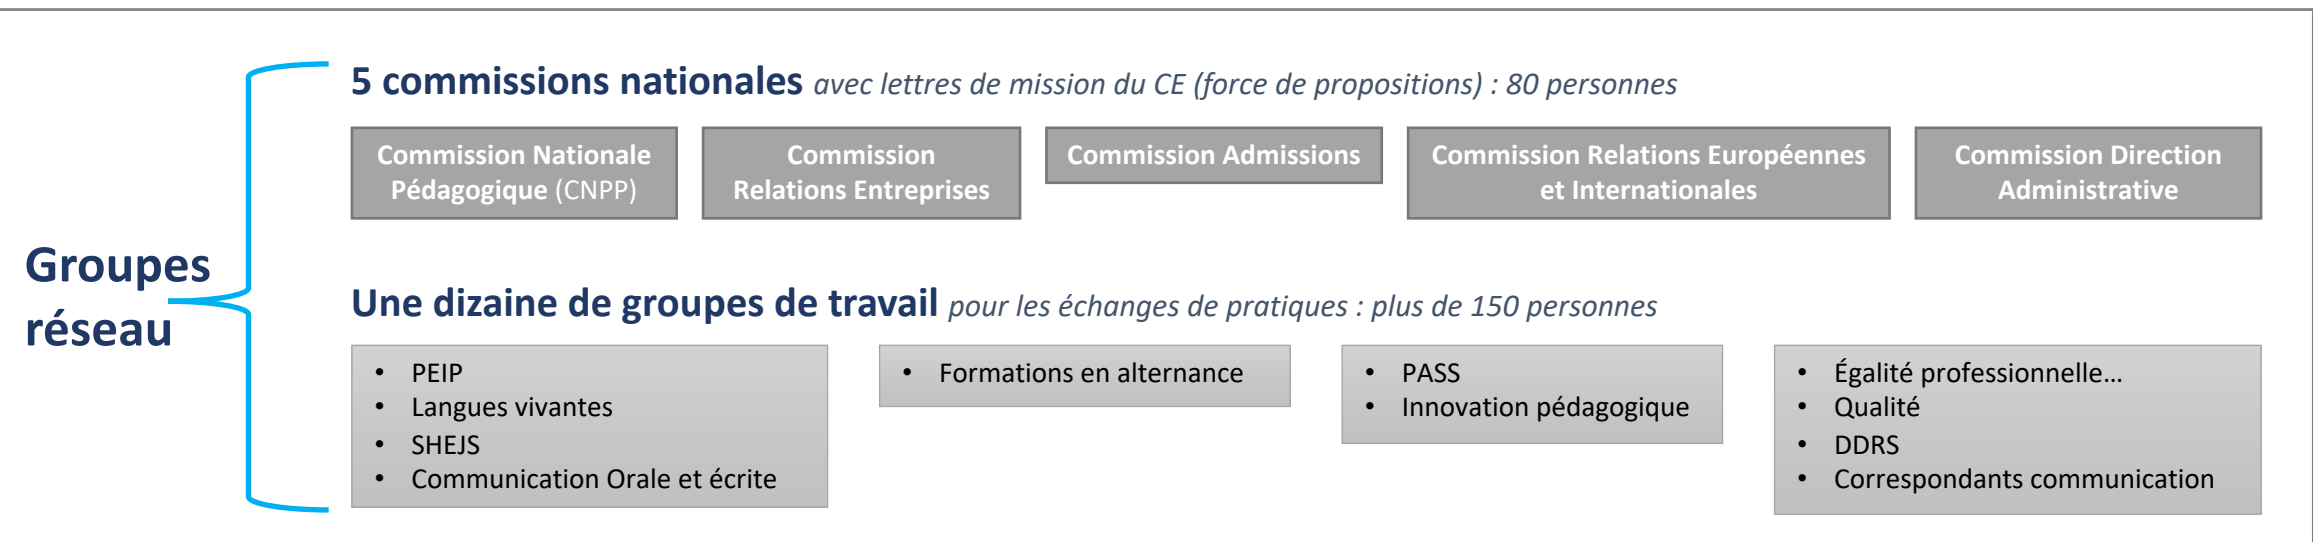 Groupes
réseau
5 commissions nationales avec lettres de mission du CE (force de propositions) : 80 personnes
Commission Nationale
Pédagogique (CNPP)
Commission
Relations Entreprises
Commission Admissions
Commission Relations Européennes
et Internationales
Commission Direction
Administrative
Une dizaine de groupes de travail pour les échanges de pratiques : plus de 150 personnes
• PEIP
• Langues vivantes
• SHEJS
• Communication Orale et écrite
• Formations en alternance
• PASS
• Innovation pédagogique
• Égalité professionnelle…
• Qualité
• DDRS
• Correspondants communication